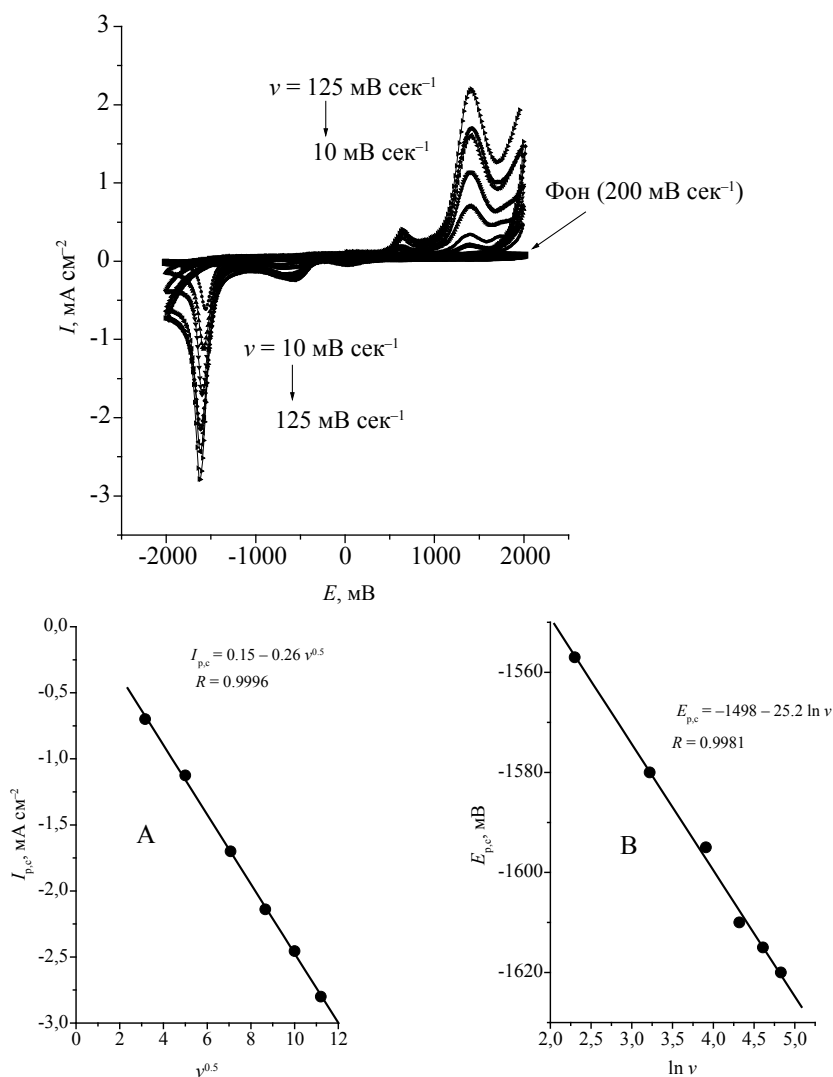 3
2
1
0
-1
-2
-3
I, мА см⁻²
ν = 125 мВ сек⁻¹
10 мВ сек⁻¹
Фон (200 мВ сек⁻¹)
ν = 10 мВ сек⁻¹
125 мВ сек⁻¹
-2000 -1000 0 1000 2000
E, мВ
0,0
-0,5
-1,0
-1,5
-2,0
-2,5
-3,0
I p,c, мА см⁻²
I p,c = 0.15 – 0.26 ν^0.5
R = 0.9996
A
0 2 4 6 8 10 12
ν^0.5
-1560
-1580
-1600
-1620
E p,c, мВ
E p,c = –1498 – 25.2 ln ν
R = 0.9981
B
2,0 2,5 3,0 3,5 4,0 4,5 5,0
ln ν